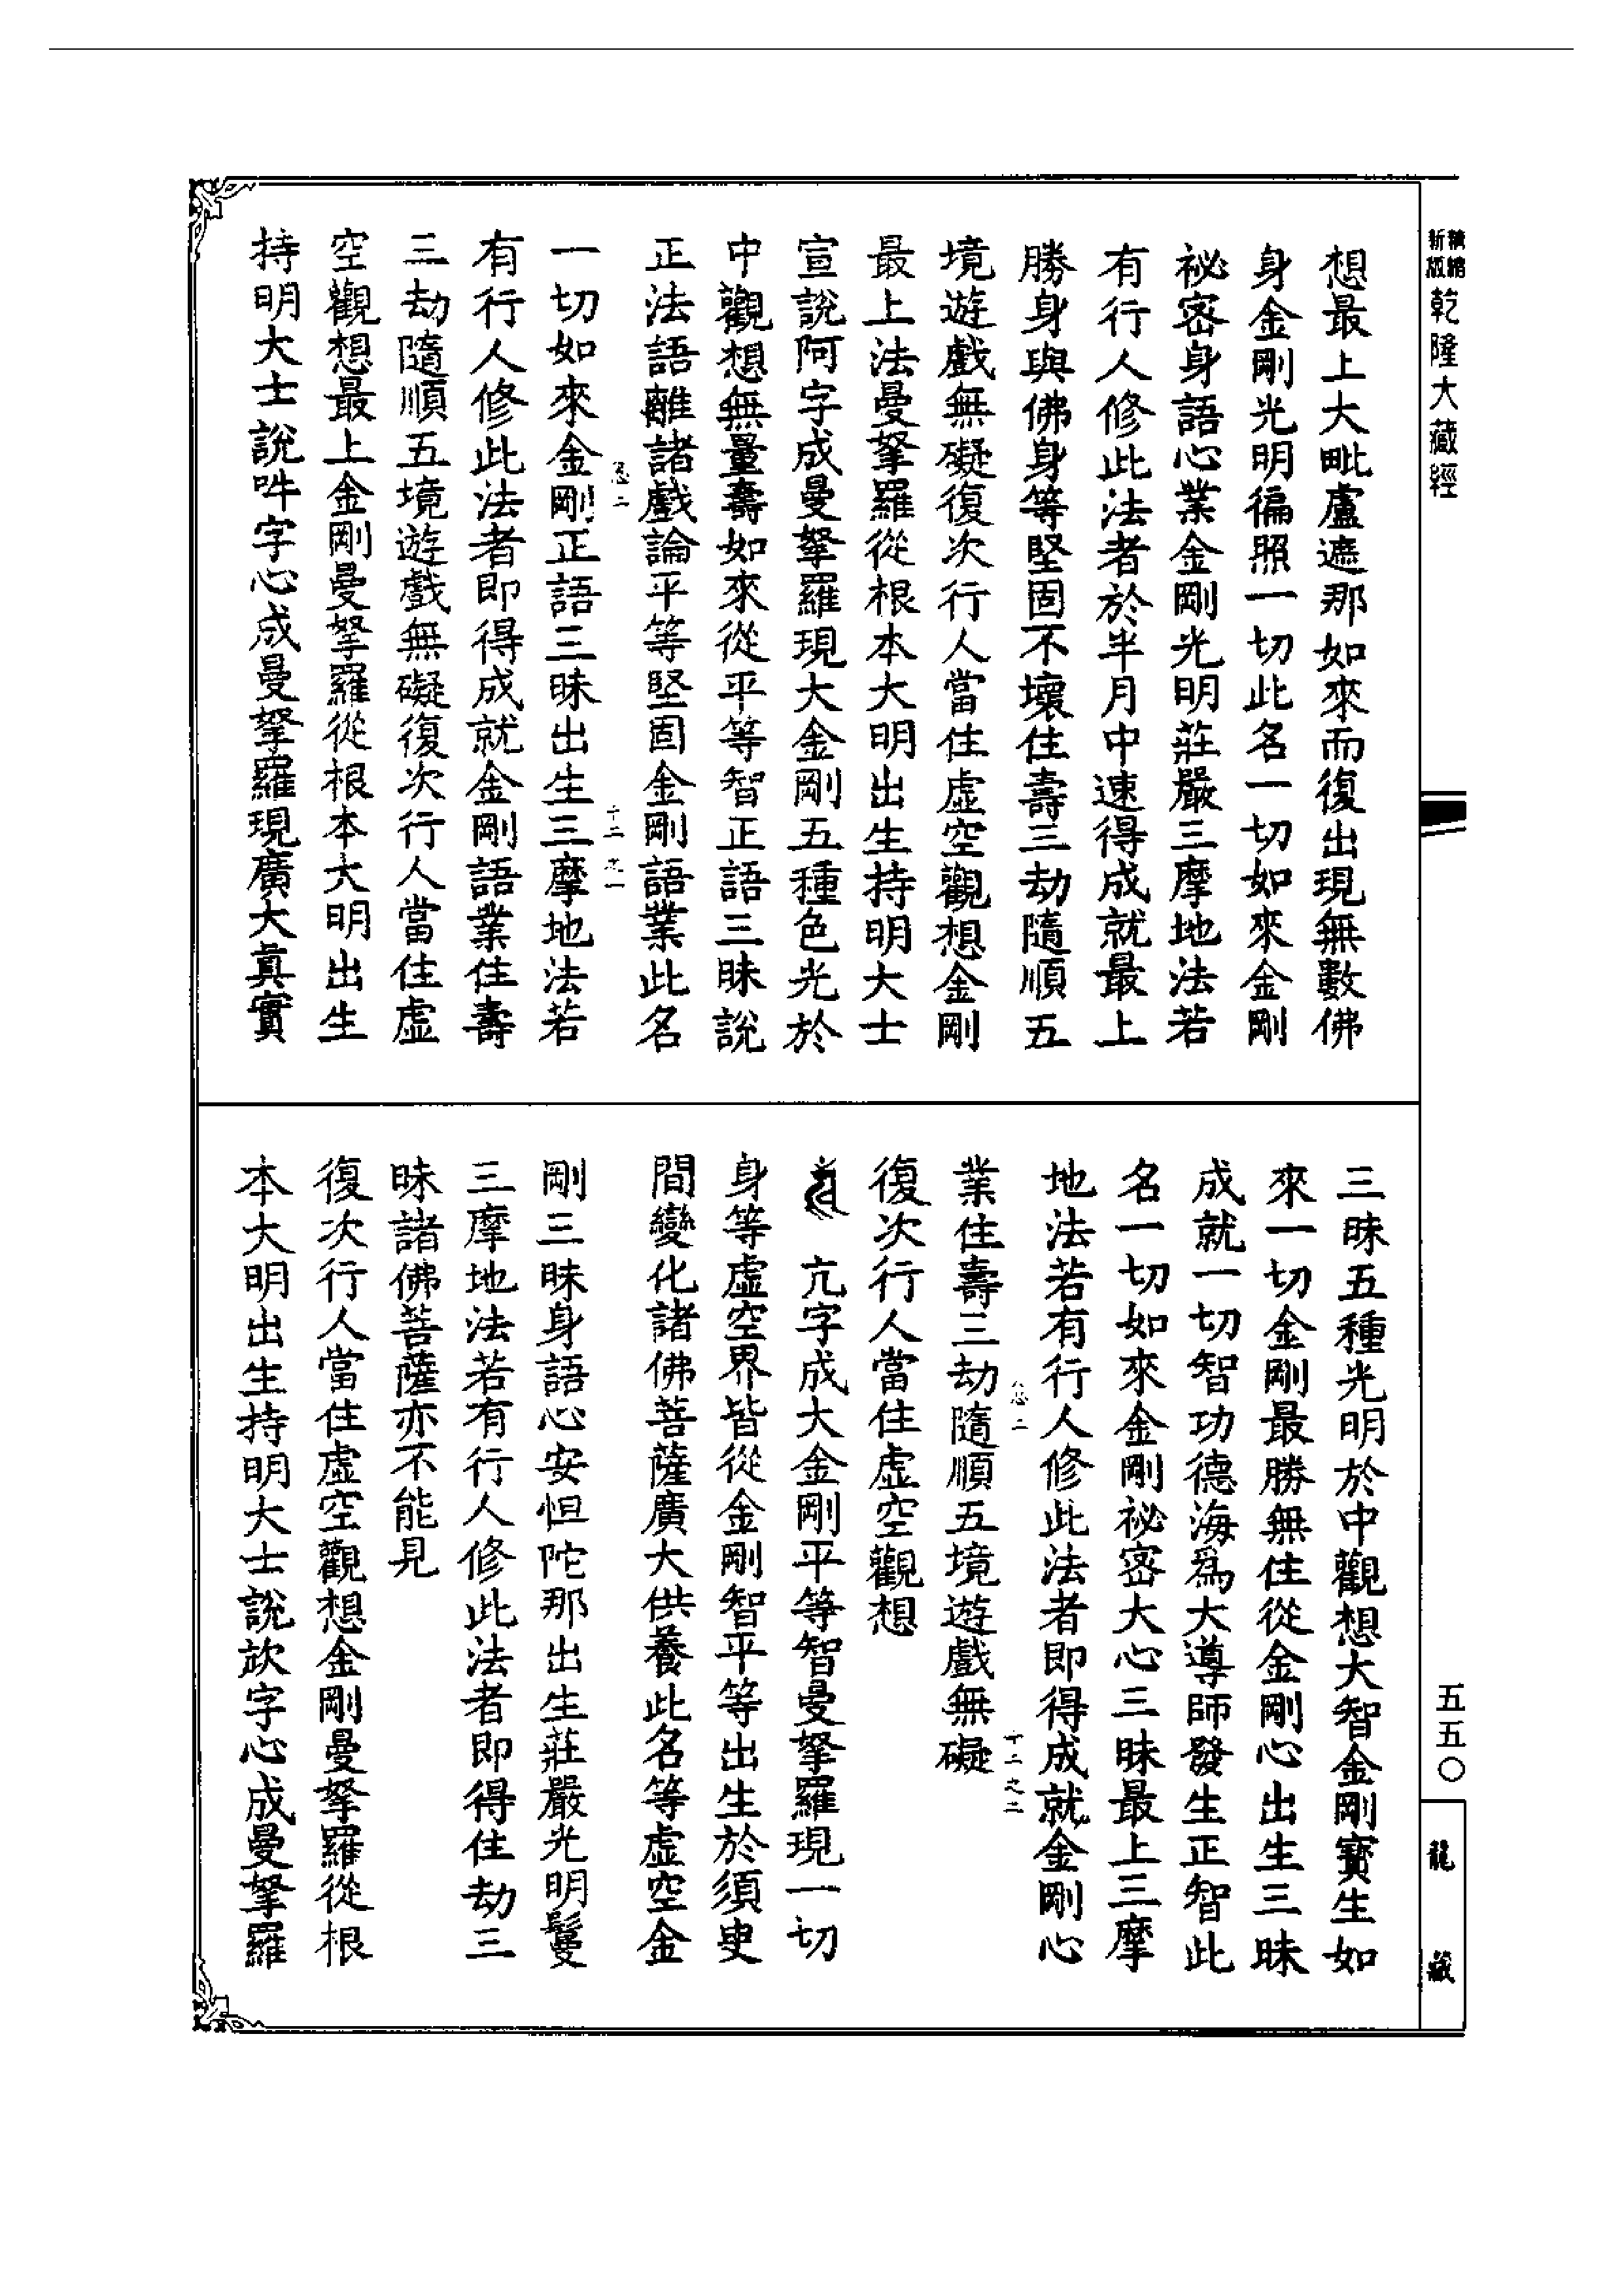 新版
精縮
乾隆大藏經
想最上大毗盧遮那如來而復出現無數佛
身金剛光明徧照一切此名一切如來金剛
祕密身語心業金剛光明莊嚴三摩地法若
有行人修此法者於半月中速得成就最上
勝身與佛身等堅固不壞住壽三劫隨順五
境遊戲無礙復次行人當住虛空觀想金剛
最上法曼拏羅從根本大明出生持明大士
宣說阿字成曼拏羅現大金剛五種色光於
中觀想無量壽如來從平等智正語三昧說
正法語離諸戲論平等堅固金剛語業此名
一切如來金剛正語三昧出生三摩地法若
有行人修此法者即得成就金剛語業住壽
三劫隨順五境遊戲無礙復次行人當住虛
空觀想最上金剛曼拏羅從根本大明出生
持明大士說吽字心成曼拏羅現廣大真實
三昧五種光明於中觀想大智金剛寶生如
來一切金剛最勝無住從金剛心出生三昧
成就一切智功德海爲大導師發生正智此
名一切如來金剛祕密大心三昧最上三摩
地法若有行人修此法者即得成就金剛心
業住壽三劫隨順五境遊戲無礙
復次行人當住虛空觀想
亢字成大金剛平等智曼拏羅現一切
身等虛空界皆從金剛智平等出生於須臾
間變化諸佛菩薩廣大供養此名等虛空金
剛三昧身語心安怛陀那出生莊嚴光明鬘
三摩地法若有行人修此法者即得住劫三
昧諸佛菩薩亦不能見
復次行人當住虛空觀想金剛曼拏羅從根
本大明出生持明大士說欻字心成曼拏羅
十二之一
十二之二
五五〇
龍藏